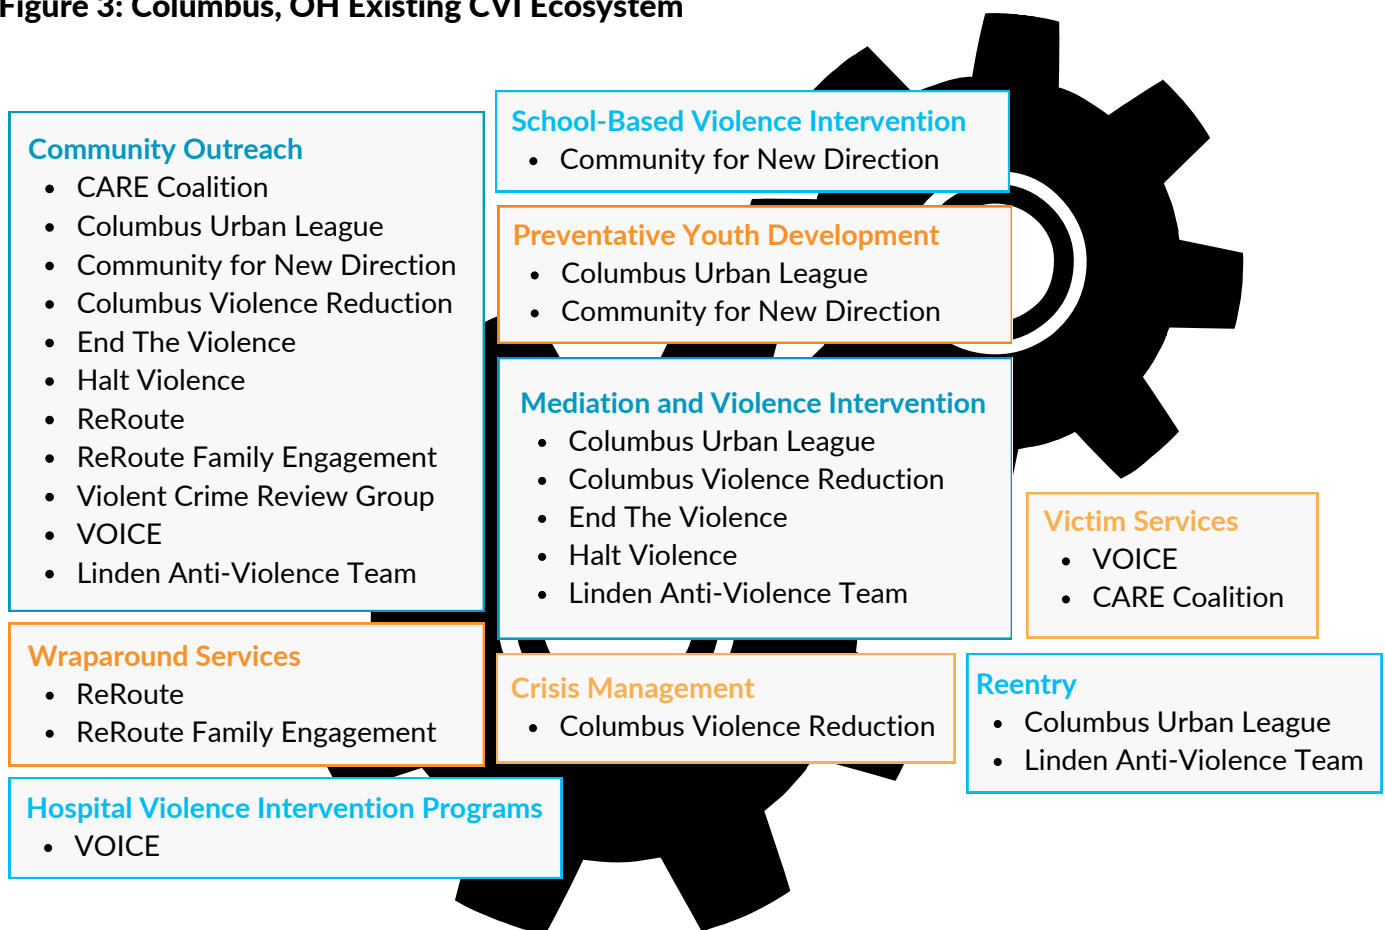 Figure 3: Columbus, OH Existing CVI Ecosystem
Community Outreach
• CARE Coalition
• Columbus Urban League
• Community for New Direction
• Columbus Violence Reduction
• End The Violence
• Halt Violence
• ReRoute
• ReRoute Family Engagement
• Violent Crime Review Group
• VOICE
• Linden Anti-Violence Team
School-Based Violence Intervention
• Community for New Direction
Preventative Youth Development
• Columbus Urban League
• Community for New Direction
Mediation and Violence Intervention
• Columbus Urban League
• Columbus Violence Reduction
• End The Violence
• Halt Violence
• Linden Anti-Violence Team
Victim Services
• VOICE
• CARE Coalition
Wraparound Services
• ReRoute
• ReRoute Family Engagement
Crisis Management
• Columbus Violence Reduction
Reentry
• Columbus Urban League
• Linden Anti-Violence Team
Hospital Violence Intervention Programs
• VOICE